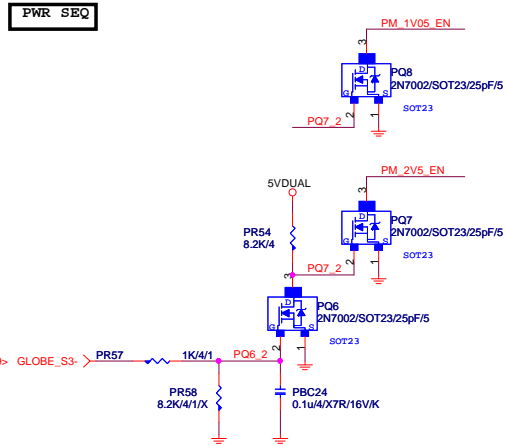 PWR SEQ
PM_1V05_EN
3
D
PQ8
2N7002/SOT23/25pF/5
G
S
SOT23
2
1
PQ7_2
PM_2V5_EN
5VDUAL
3
D
PQ7
2N7002/SOT23/25pF/5
PR54
8.2K/4
G
S
SOT23
2
1
PQ7_2
3
D
PQ6
2N7002/SOT23/25pF/5
G
S
SOT23
2
1
> GLOBE_S3-
PR57
1K/4/1
PQ6_2
PR58
8.2K/4/1/X
PBC24
0.1u/4/X7R/16V/K